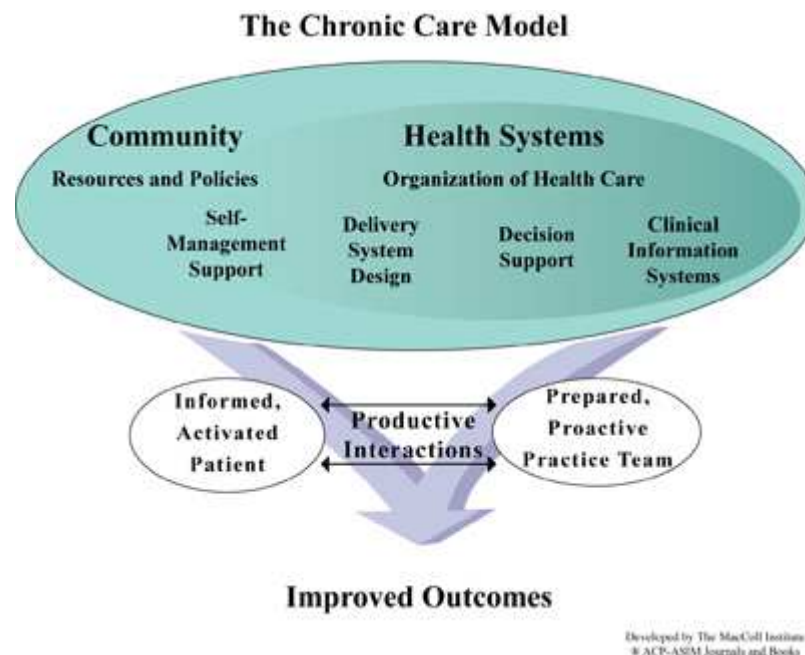 The Chronic Care Model
Community
Health Systems
Resources and Policies
Organization of Health Care
Self-
Management
Support
Delivery
System
Design
Decision
Support
Clinical
Information
Systems
Informed,
Activated
Patient
Productive
Interactions
Prepared,
Proactive
Practice Team
Improved Outcomes
Developed by The MacColl Institute
® ACP-ASIM Journals and Books